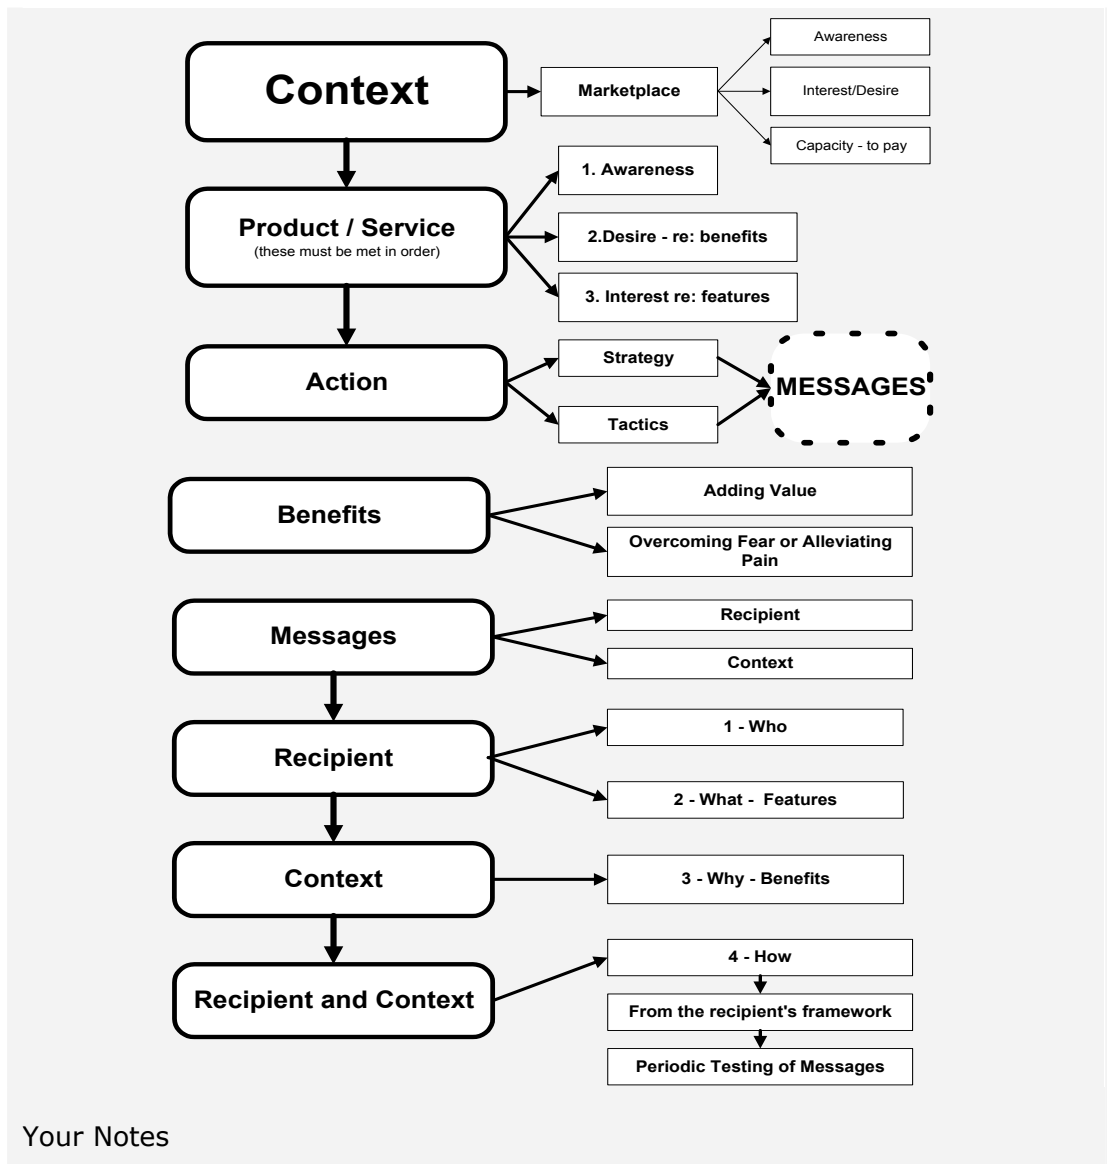 Context
Marketplace
Awareness
Interest/Desire
Capacity - to pay
Product / Service
(these must be met in order)
1. Awareness
2.Desire - re: benefits
3. Interest re: features
Action
Strategy
Tactics
MESSAGES
Benefits
Adding Value
Overcoming Fear or Alleviating
Pain
Messages
Recipient
Context
Recipient
1 - Who
2 - What - Features
Context
3 - Why - Benefits
Recipient and Context
4 - How
From the recipient's framework
Periodic Testing of Messages
Your Notes